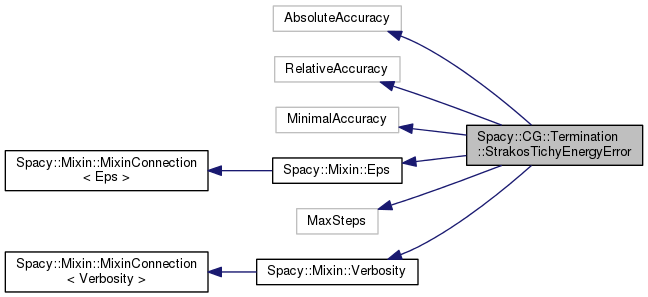 AbsoluteAccuracy
RelativeAccuracy
MinimalAccuracy
Spacy::CG::Termination
::StrakosTichyEnergyError
Spacy::Mixin::MixinConnection
< Eps >
Spacy::Mixin::Eps
MaxSteps
Spacy::Mixin::MixinConnection
< Verbosity >
Spacy::Mixin::Verbosity